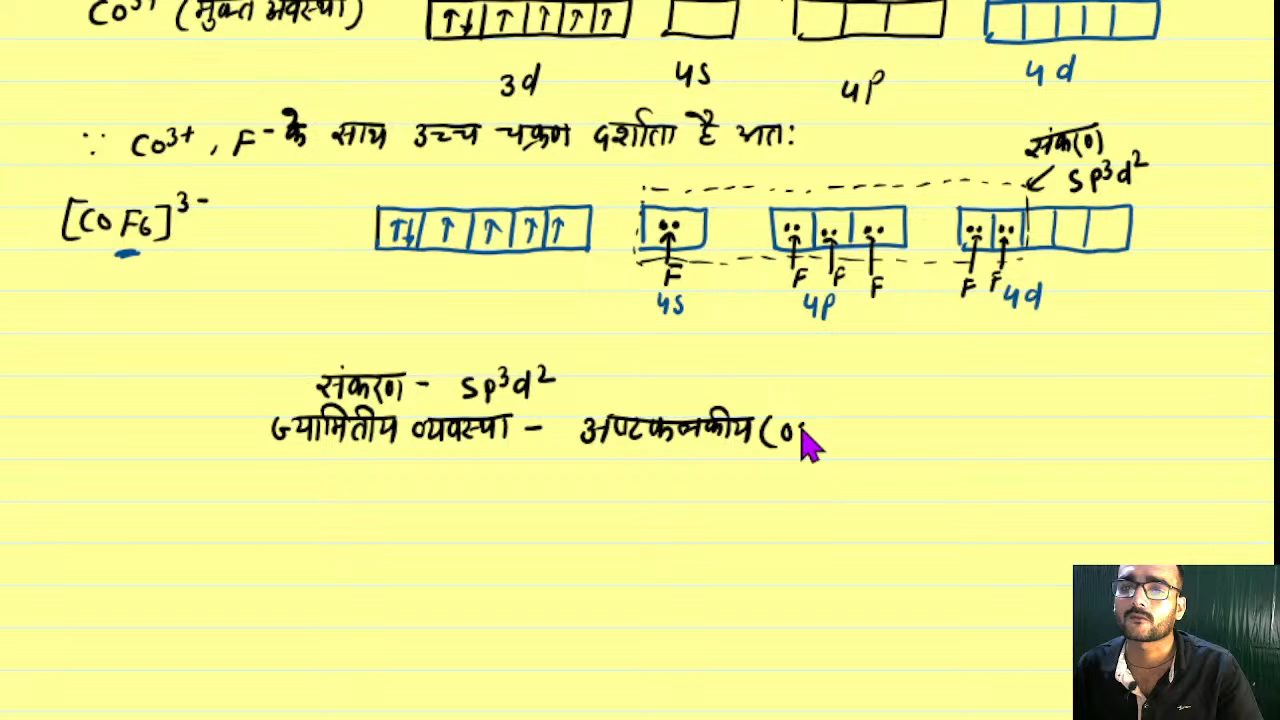 Co³⁺ (मुक्त अवस्था)
3d 4s 4p 4d
∵ Co³⁺, F⁻ के साथ उच्च चक्रण दर्शाता है अतः
संकरण
sp³d²
[CoF6]³⁻
F F F F F F
4s 4p 4d
संकरण - sp³d²
ज्यामितीय व्यवस्था - अष्टफलकीय (o